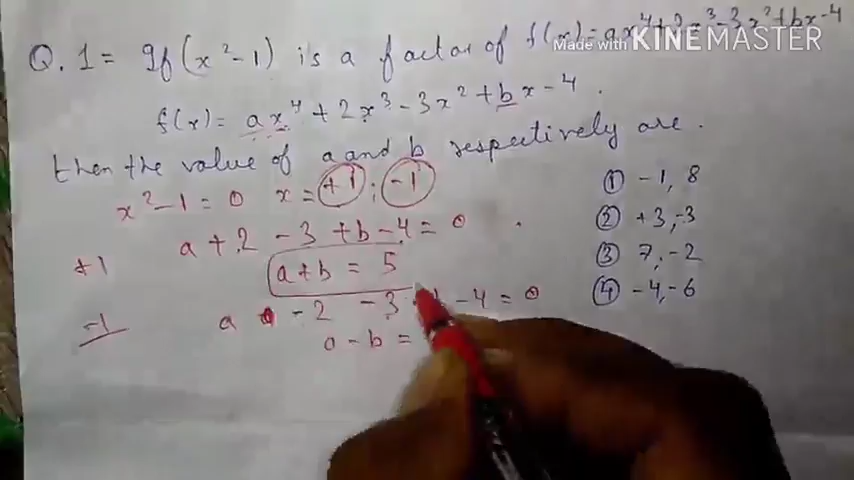 Q.1= If (x²-1) is a factor of f(x)=ax⁴+2x³-3x²+bx-4
Made with KINEMASTER
f(x)= ax⁴ + 2x³ - 3x² + bx - 4 .
then the value of a and b respectively are .
x²-1=0 x = +1 ; -1
① -1, 8
a + 2 - 3 + b - 4 = 0
② +3, -3
+1 a+b = 5
③ 7, -2
-1 a - 2 - 3 - 4 = 0
④ -4, -6
a - b =